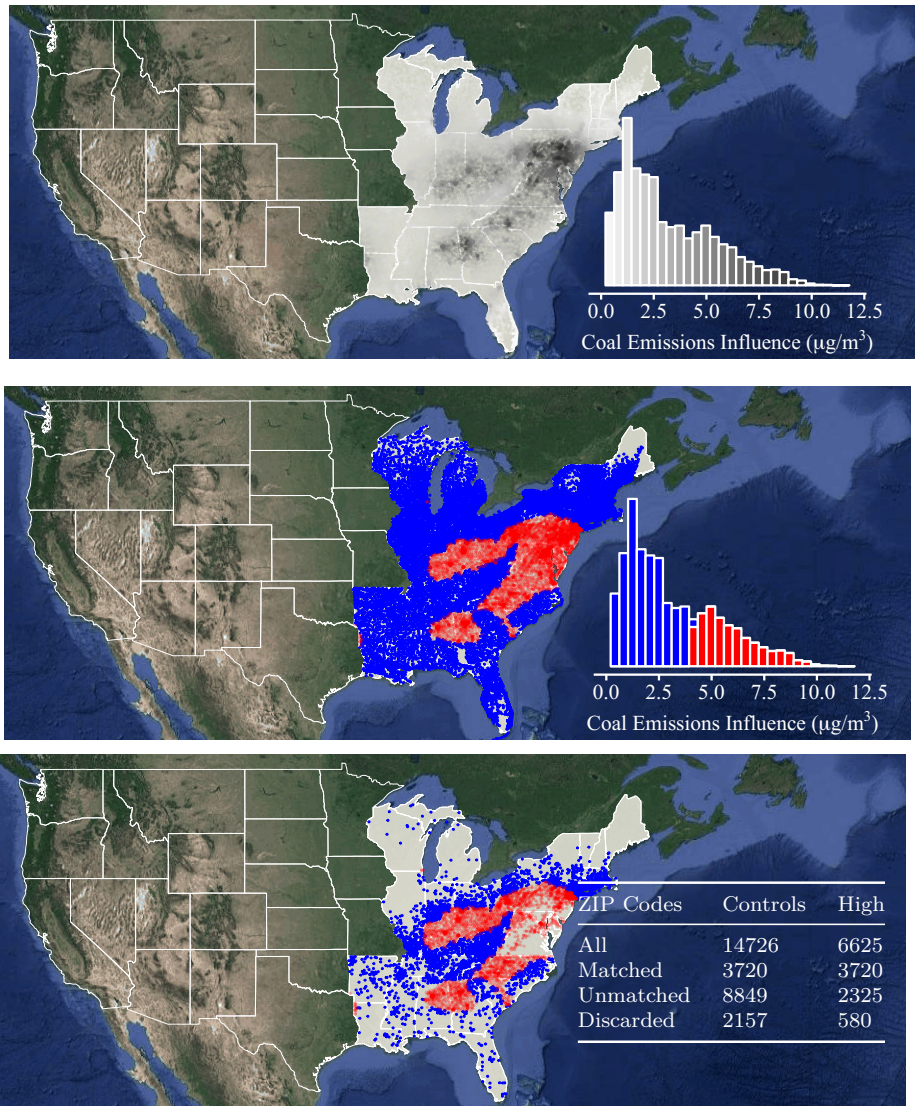 0.0 2.5 5.0 7.5 10.0 12.5
Coal Emissions Influence (μg/m³)
0.0 2.5 5.0 7.5 10.0 12.5
Coal Emissions Influence (μg/m³)
ZIP Codes Controls High
All 14726 6625
Matched 3720 3720
Unmatched 8849 2325
Discarded 2157 580